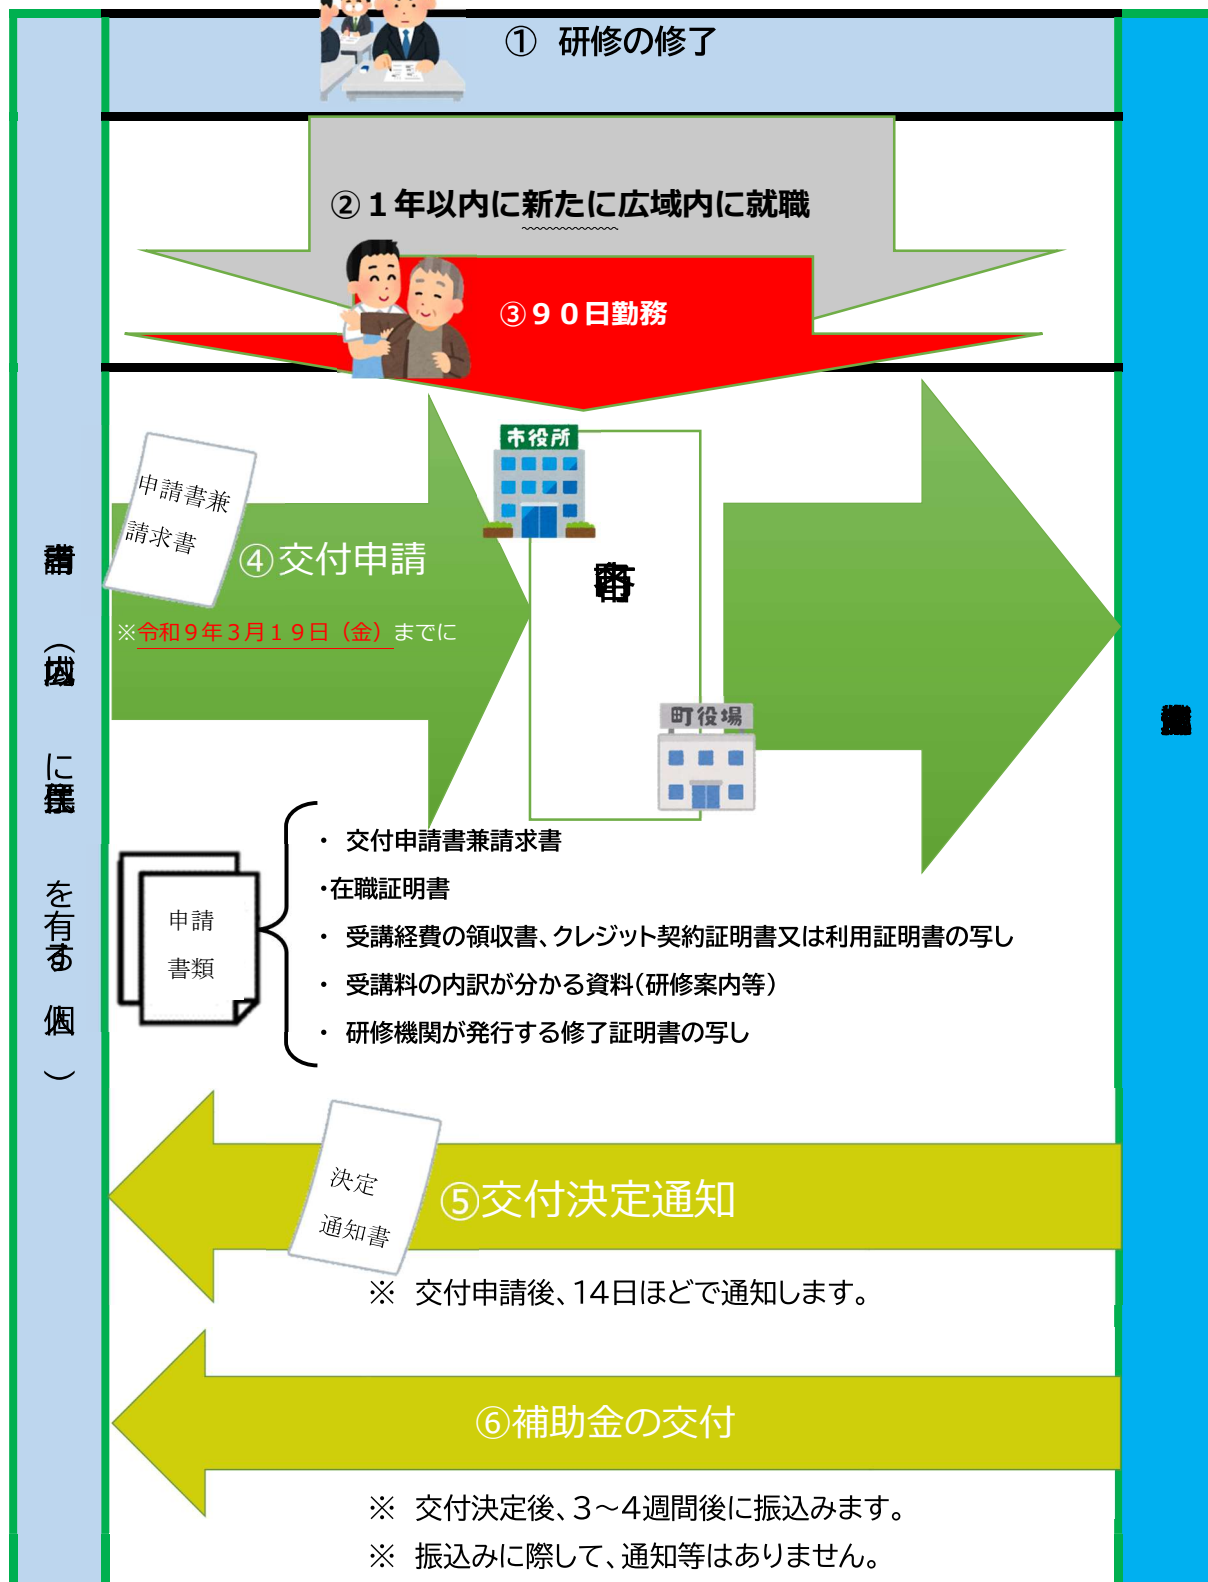 ① 研修の修了
②１年以内に新たに広域内に就職
③９０日勤務
市役所
申請書兼
請求書
④交付申請
※令和９年３月１９日（金）までに
町役場
申請
書類
・ 交付申請書兼請求書
・在職証明書
・ 受講経費の領収書、クレジット契約証明書又は利用証明書の写し
・ 受講料の内訳が分かる資料（研修案内等）
・ 研修機関が発行する修了証明書の写し
決定
通知書
⑤交付決定通知
※ 交付申請後、14日ほどで通知します。
⑥補助金の交付
※ 交付決定後、３～４週間後に振込みます。
※ 振込みに際して、通知等はありません。